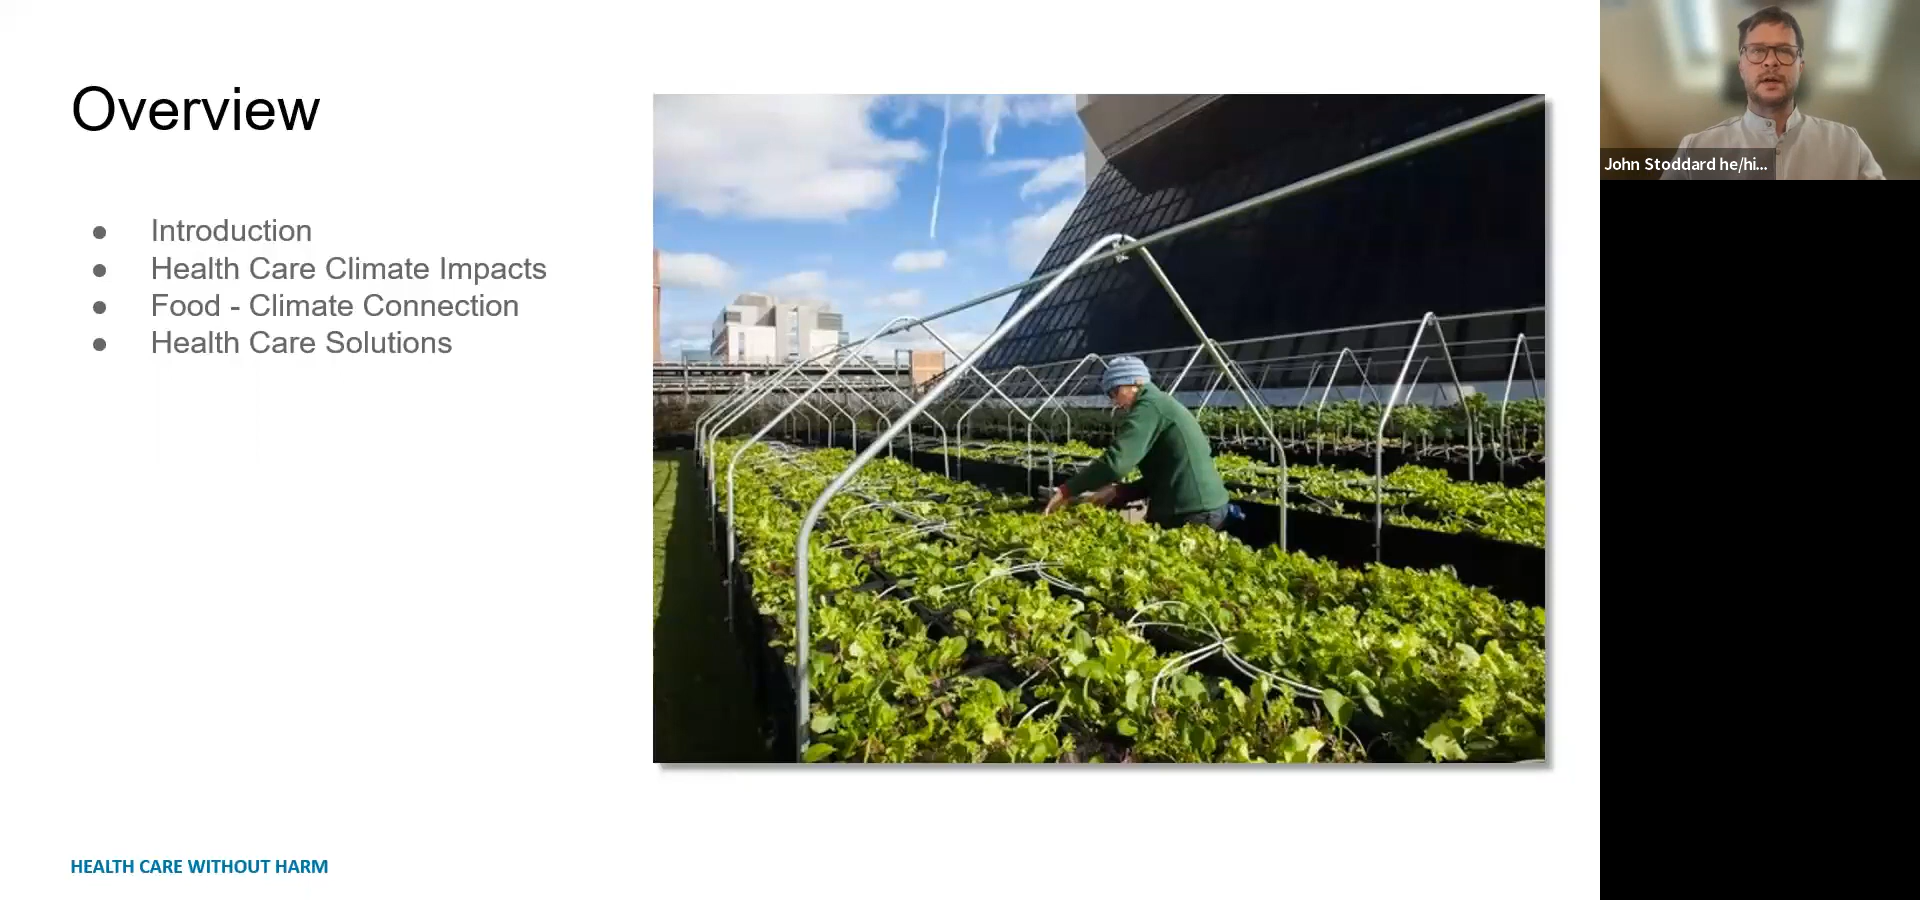 Overview
● Introduction
● Health Care Climate Impacts
● Food - Climate Connection
● Health Care Solutions
HEALTH CARE WITHOUT HARM
John Stoddard he/hi...